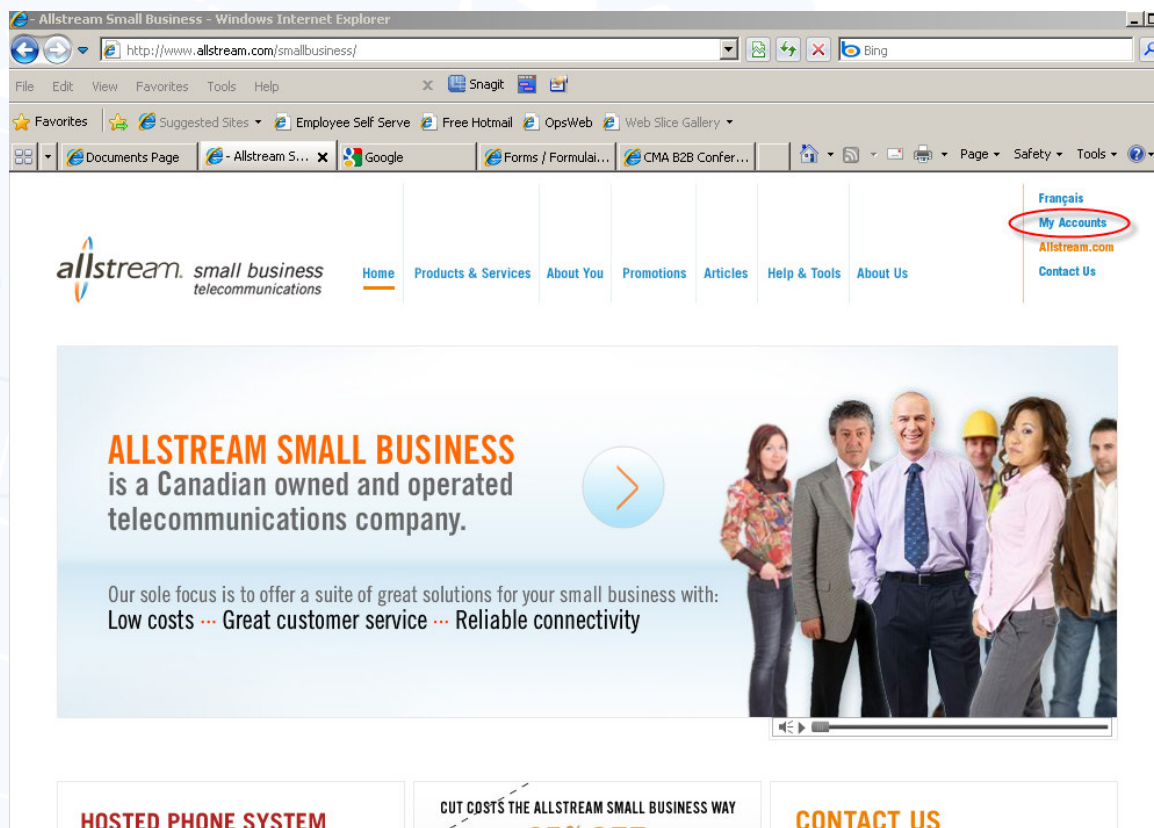 - Allstream Small Business - Windows Internet Explorer
http://www.allstream.com/smallbusiness/
Bing
File Edit View Favorites Tools Help x Snagit
Favorites Suggested Sites Employee Self Serve Free Hotmail OpsWeb Web Slice Gallery
Documents Page - Allstream S... Google Forms / Formulai... CMA B2B Confer... Page Safety Tools
Français
My Accounts
Allstream.com
Contact Us
allstream. small business
telecommunications
Home Products & Services About You Promotions Articles Help & Tools About Us
ALLSTREAM SMALL BUSINESS
is a Canadian owned and operated
telecommunications company.
Our sole focus is to offer a suite of great solutions for your small business with:
Low costs ··· Great customer service ··· Reliable connectivity
HOSTED PHONE SYSTEM
CUT COSTS THE ALLSTREAM SMALL BUSINESS WAY
CONTACT US